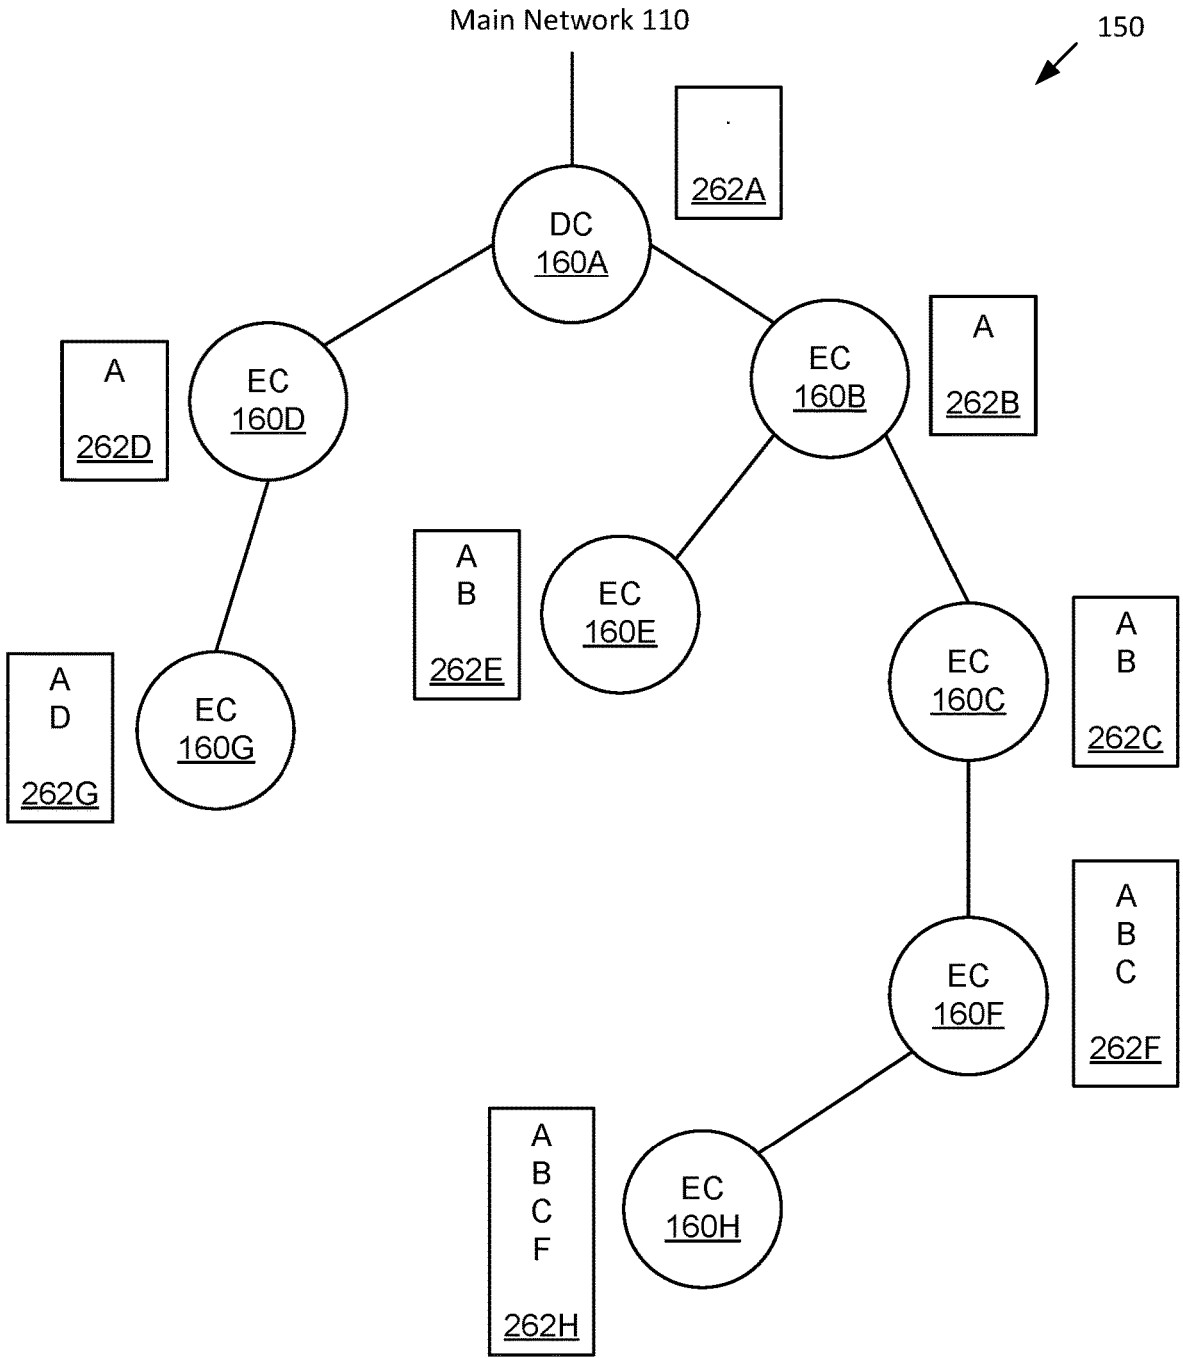 Main Network 110
150
.
262A
DC
160A
A
262B
EC
160B
A
262D
EC
160D
A
B
262E
EC
160E
A
B
262C
EC
160C
A
D
262G
EC
160G
A
B
C
262F
EC
160F
A
B
C
F
262H
EC
160H